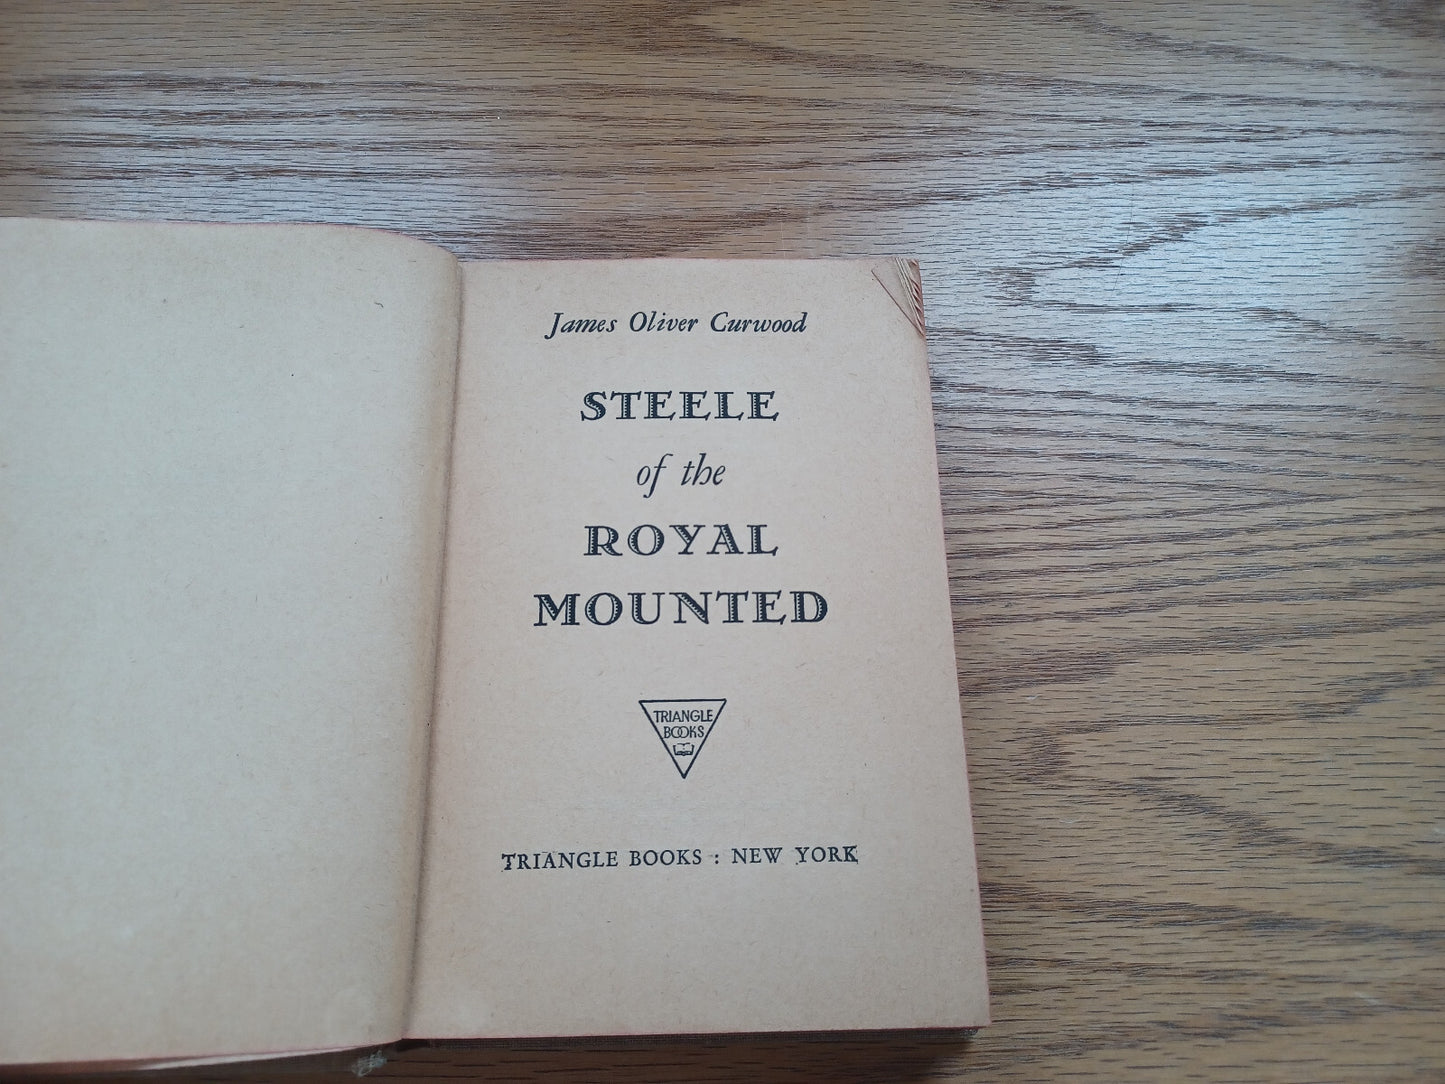 James Oliver Curwood
STEELE
of the
ROYAL
MOUNTED
TRIANGLE
BOOKS
TRIANGLE BOOKS : NEW YORK